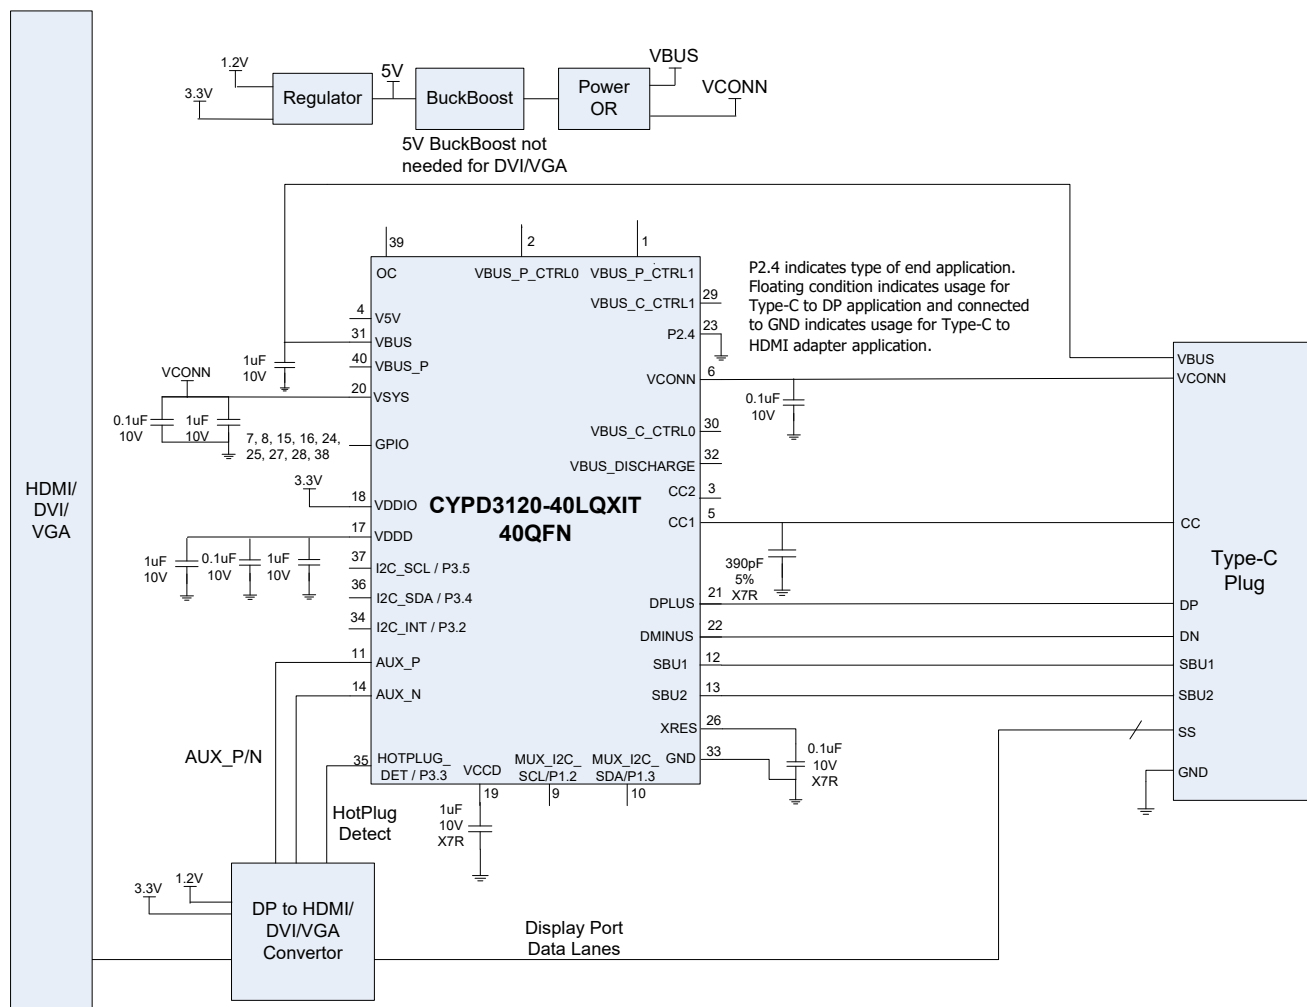 VBUS
1.2V
5V
VCONN
3.3V
Regulator
BuckBoost
Power
OR
5V BuckBoost not
needed for DVI/VGA
HDMI/
DVI/
VGA
39
2
1
OC
VBUS_P_CTRL0
VBUS_P_CTRL1
P2.4 indicates type of end application.
Floating condition indicates usage for
Type-C to DP application and connected
to GND indicates usage for Type-C to
HDMI adapter application.
VBUS_C_CTRL1
29
4
V5V
P2.4
23
31
VBUS
1uF
10V
40
VBUS_P
VCONN
6
VCONN
20
VSYS
0.1uF
10V
1uF
10V
0.1uF
10V
7, 8, 15, 16, 24,
25, 27, 28, 38
GPIO
VBUS_C_CTRL0
30
VBUS_DISCHARGE
32
3.3V
18
VDDIO
CYPD3120-40LQXIT
40QFN
CC2
3
CC1
5
17
VDDD
1uF
10V
0.1uF
10V
1uF
10V
390pF
5%
X7R
37
I2C_SCL / P3.5
36
I2C_SDA / P3.4
34
I2C_INT / P3.2
DPLUS
21
DMINUS
22
11
AUX_P
SBU1
12
14
AUX_N
SBU2
13
XRES
26
AUX_P/N
35
HOTPLUG_
DET / P3.3
VCCD
19
MUX_I2C_
SCL/P1.2
9
MUX_I2C_
SDA/P1.3
10
GND
33
0.1uF
10V
X7R
VBUS
VCONN
CC
Type-C
Plug
DP
DN
SBU1
SBU2
SS
GND
HotPlug
Detect
1uF
10V
X7R
3.3V
1.2V
DP to HDMI/
DVI/VGA
Convertor
Display Port
Data Lanes